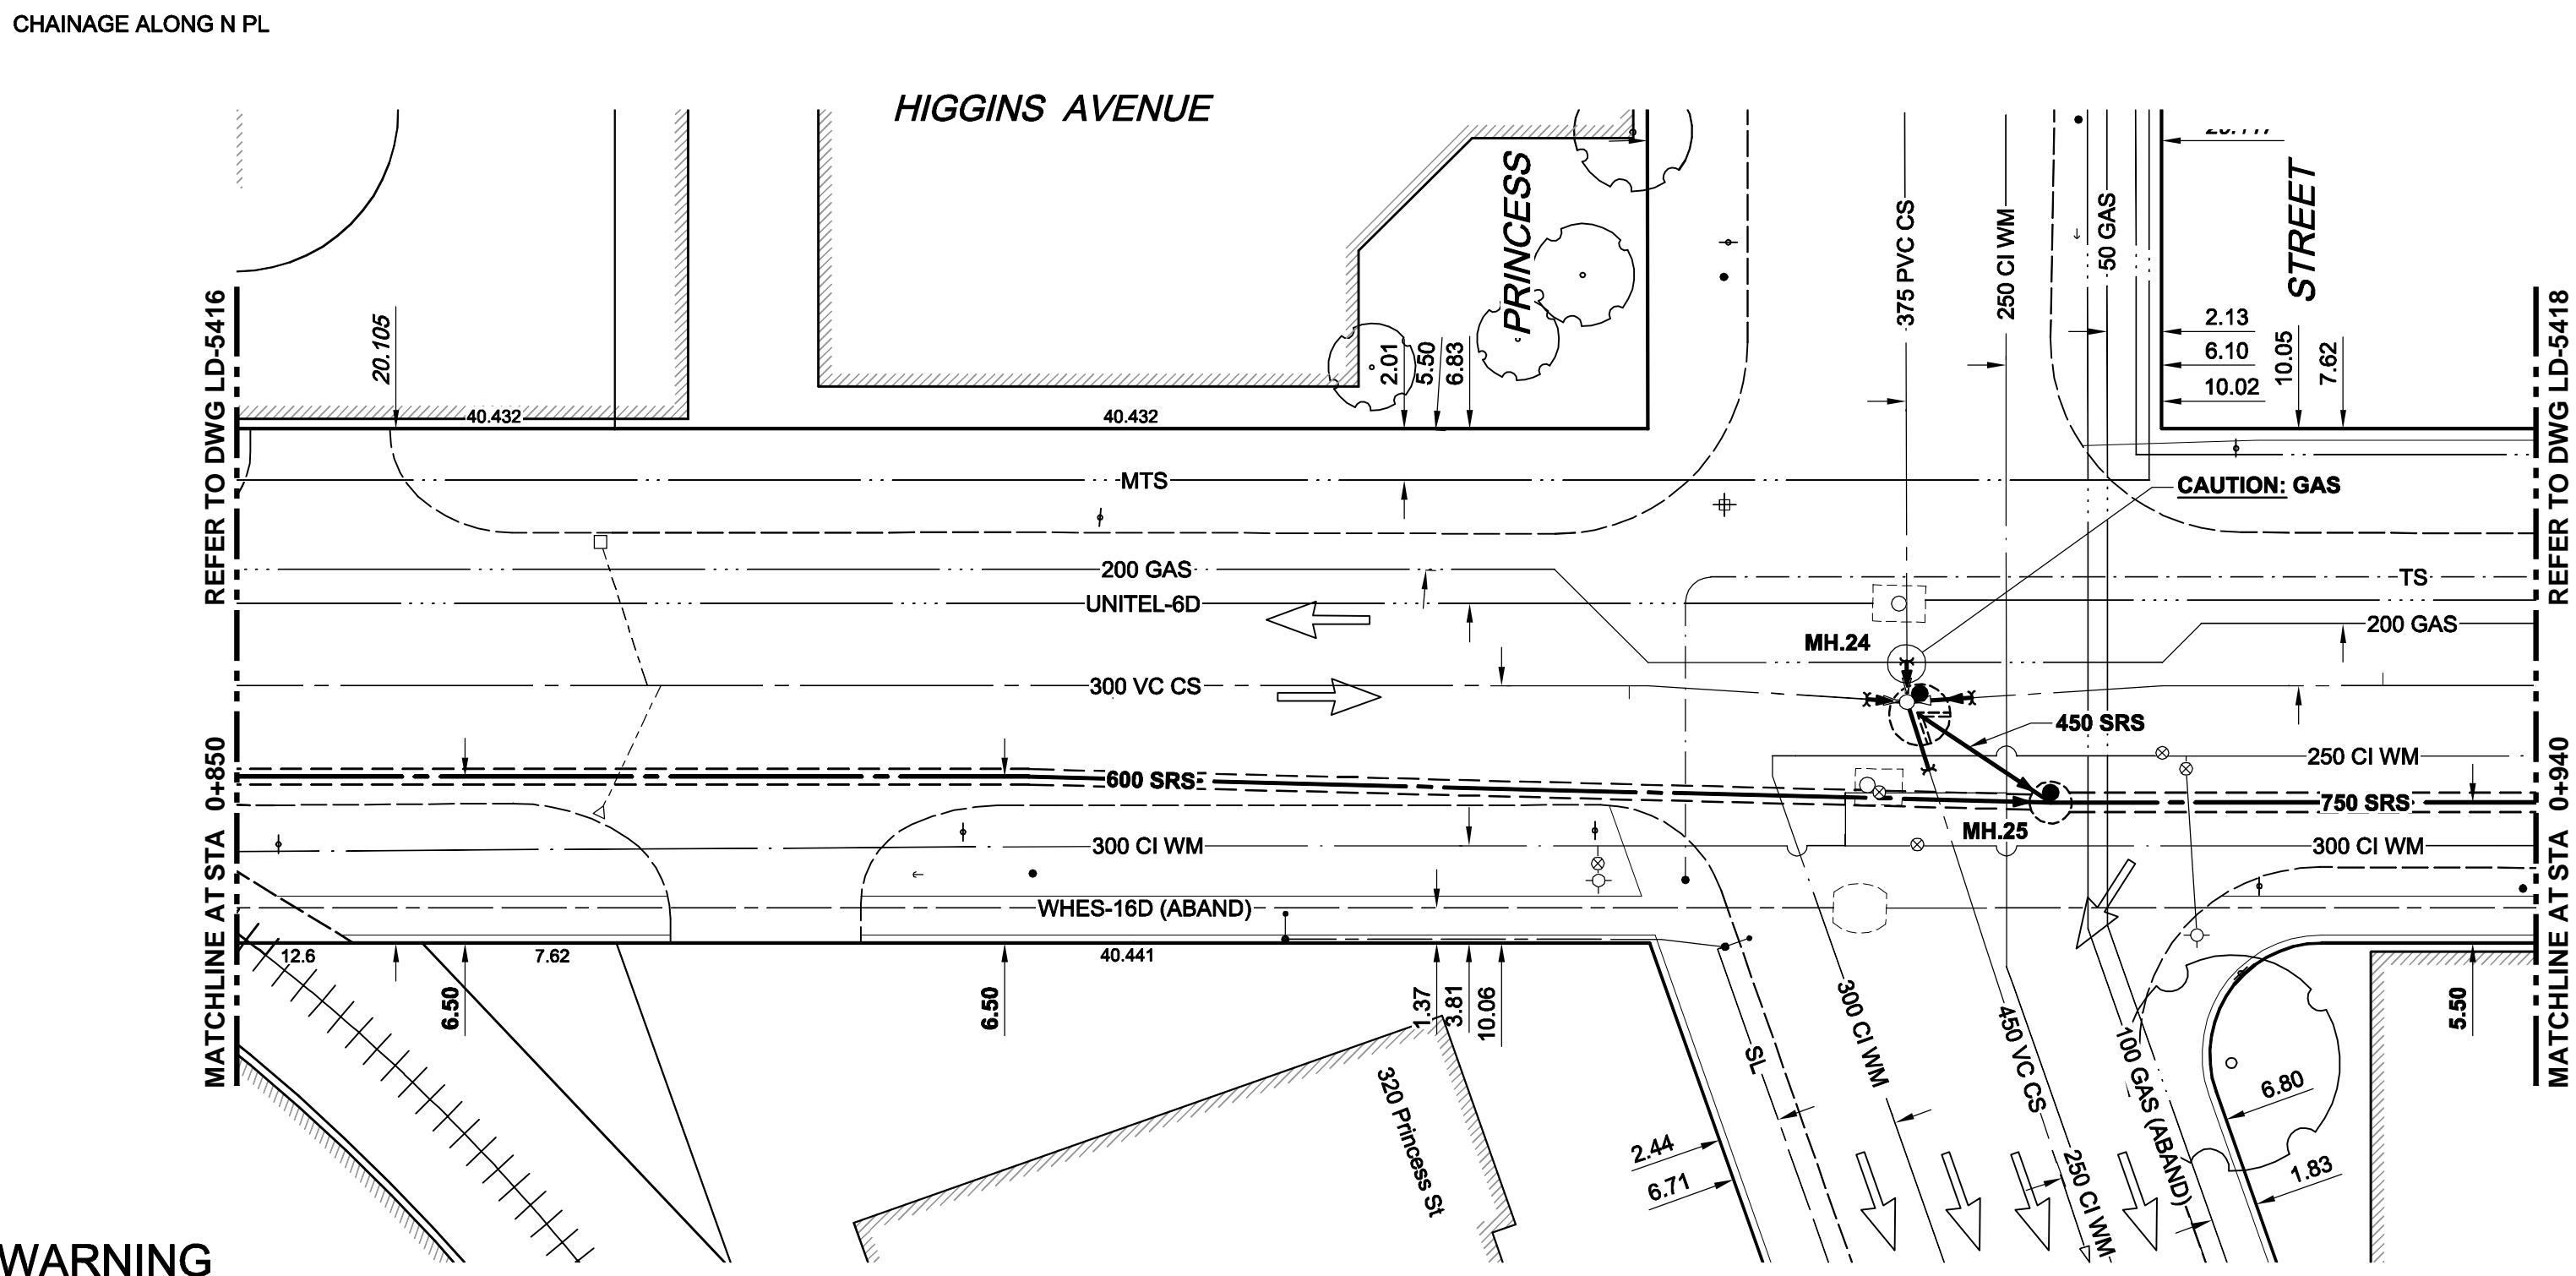 CHAINAGE ALONG N PL
HIGGINS AVENUE
PRINCESS
STREET
375 PVC CS
250 CI WM
50 GAS
REFER TO DWG LD-5416
REFER TO DWG LD-5418
20.105
40.432
40.432
2.01
5.50
6.83
2.13
6.10
10.02
10.05
7.62
MTS
CAUTION: GAS
200 GAS
TS
UNITEL-6D
200 GAS
MH.24
300 VC CS
450 SRS
250 CI WM
600 SRS
750 SRS
MH.25
300 CI WM
300 CI WM
MATCHLINE AT STA 0+850
MATCHLINE AT STA 0+940
WHES-16D (ABAND)
12.6
7.62
40.441
6.50
6.50
1.37
3.81
10.06
5.50
320 Princess St
SL
300 CI WM
450 VC CS
250 CI WM
100 GAS (ABAND)
2.44
6.71
6.80
1.83
WARNING